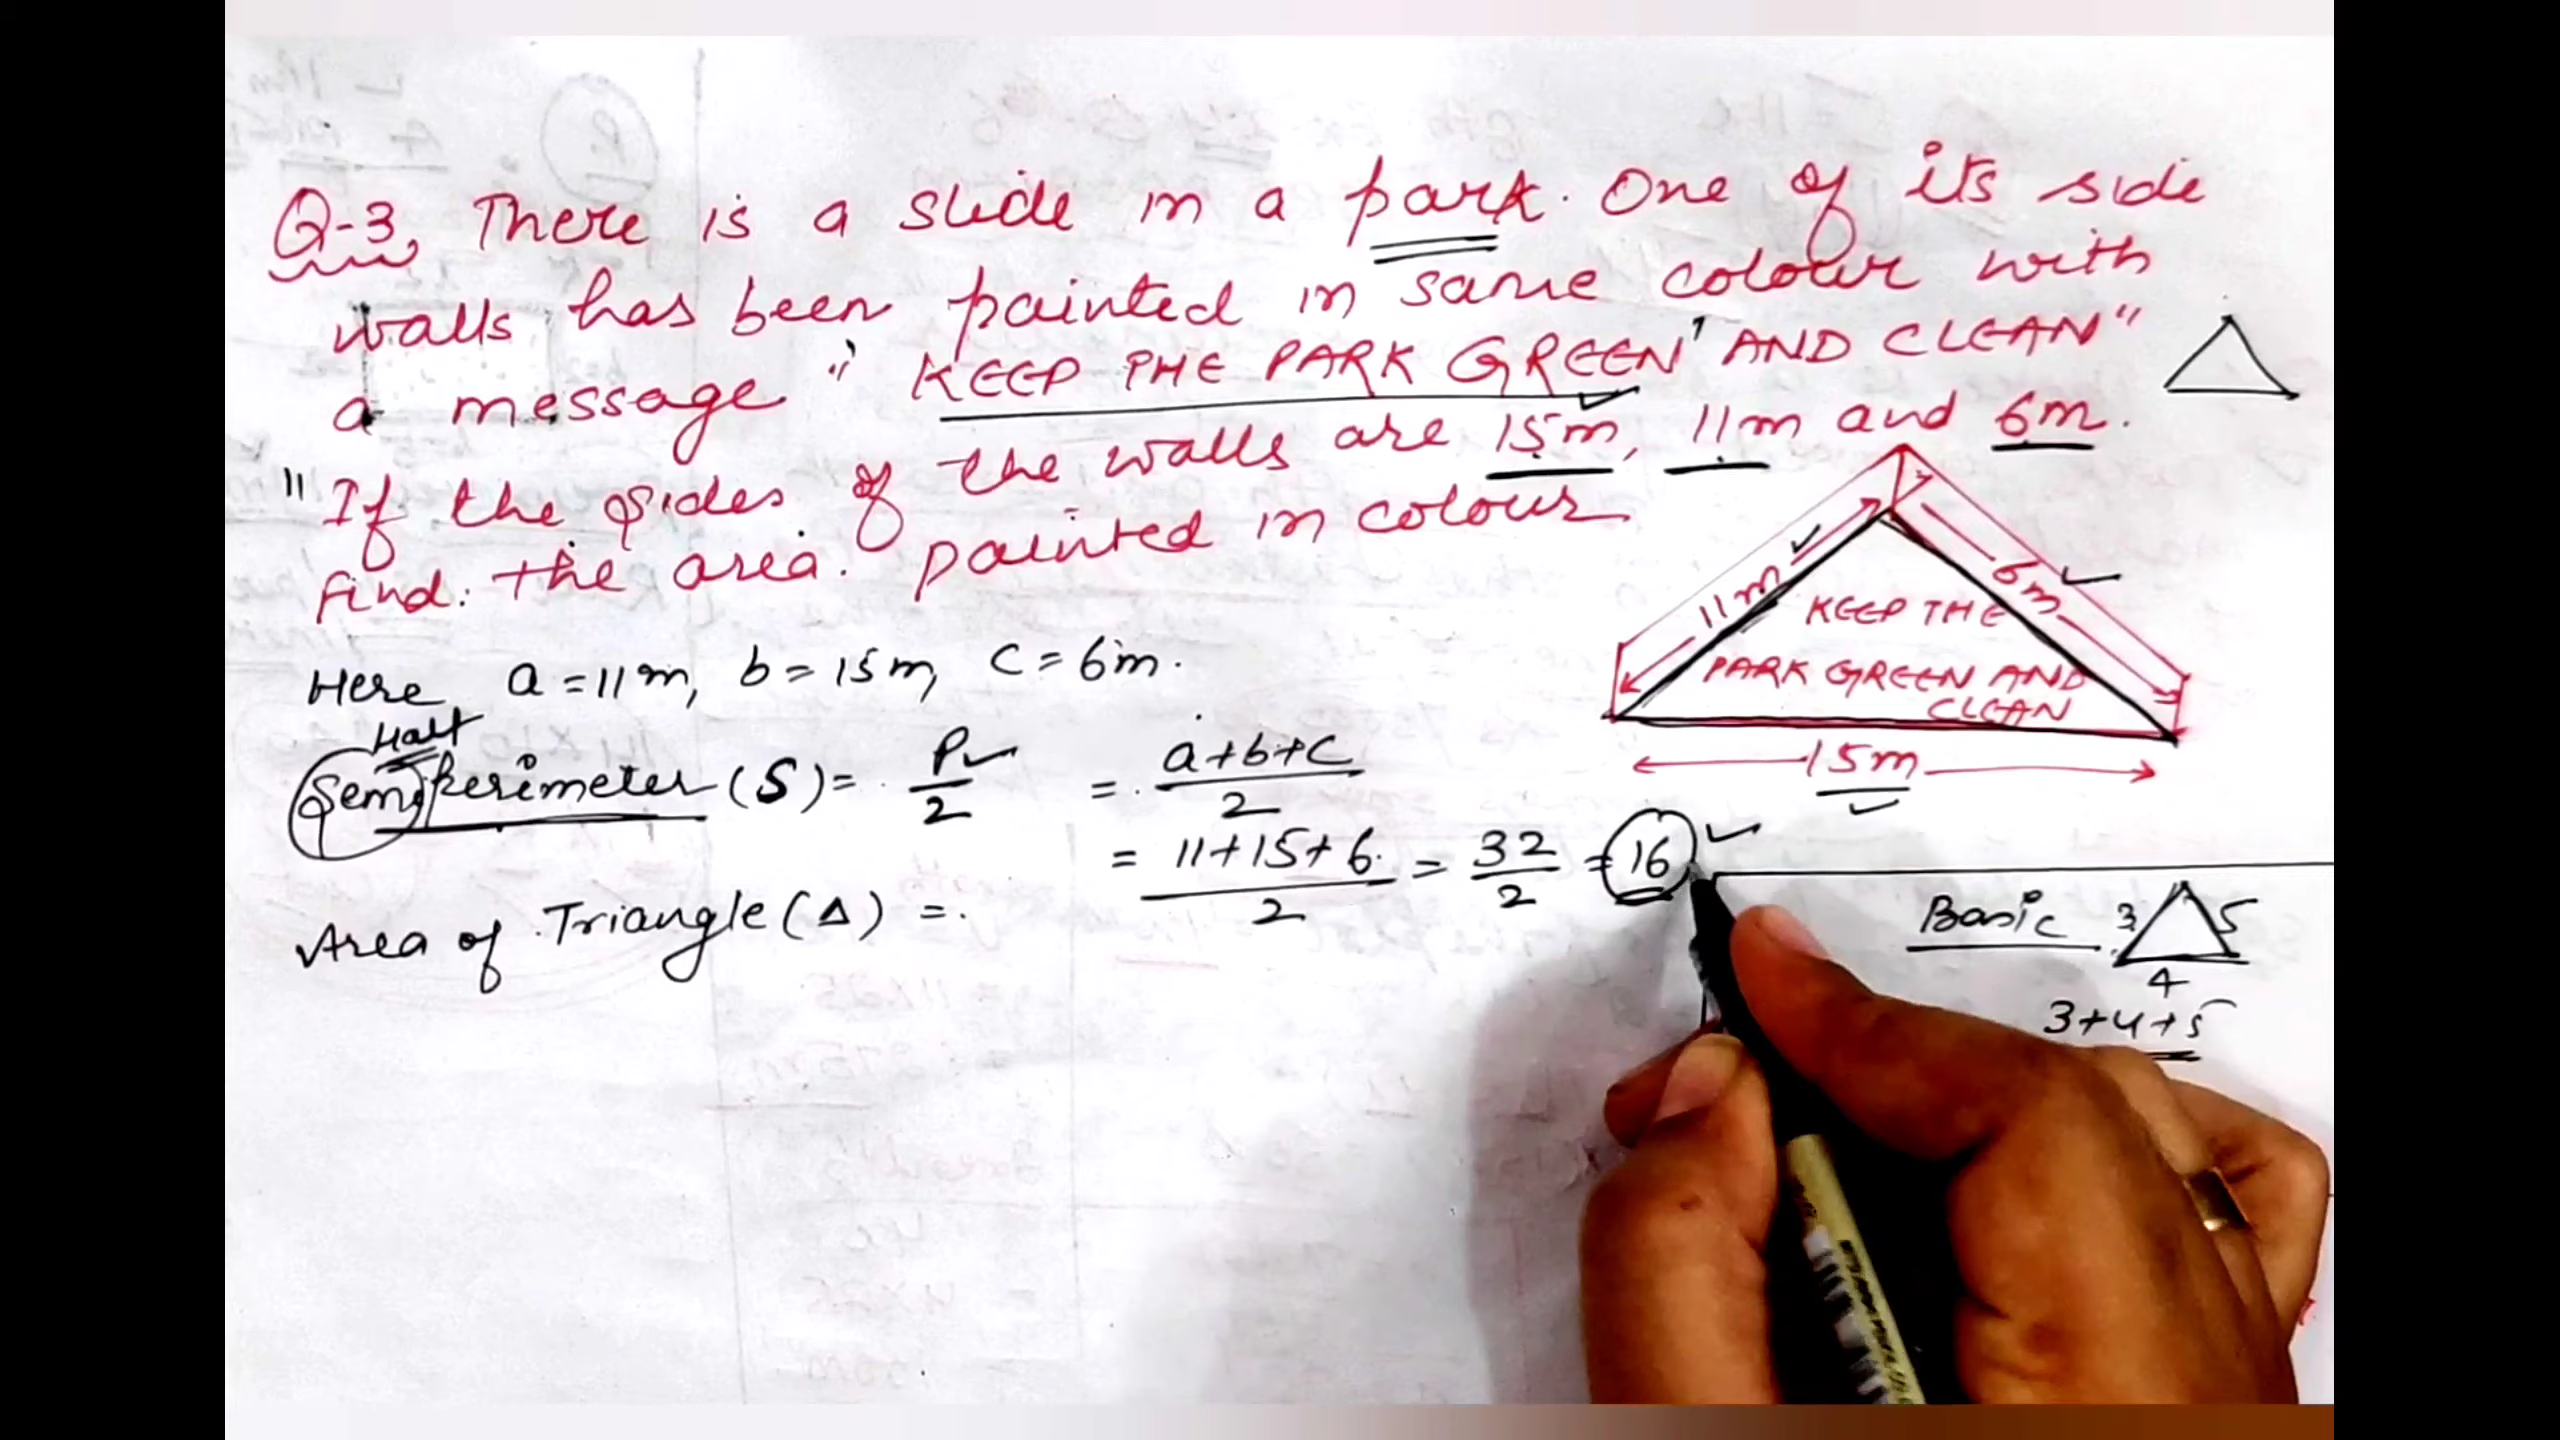 Q-3, There is a slide in a park. One of its side
walls has been painted in same colour with
a message " KEEP THE PARK GREEN AND CLEAN"
" If the sides of the walls are 15m, 11m and 6m.
find: the area. painted in colour
11m
6m
KEEP THE
PARK GREEN AND
CLEAN
15m
Here a = 11m, b = 15m, c = 6m.
Half
Semi perimeter (S) = P/2 = a+b+c/2
= 11+15+6/2 = 32/2 = 16
Area of Triangle (Δ) =
Basic 3 5
4
3+4+5